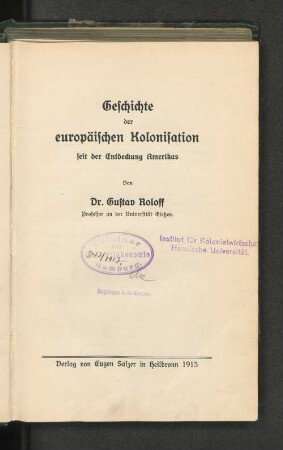 Geschichte
der
europäischen Kolonisation
seit der Entdeckung Amerikas
Von
Dr. Gustav Roloff
Professor an der Universität Gießen
Institut für Kolonialwirtschaft
Hansische Universität
Hamburg
Verlag von Eugen Salzer in Heilbronn 1913